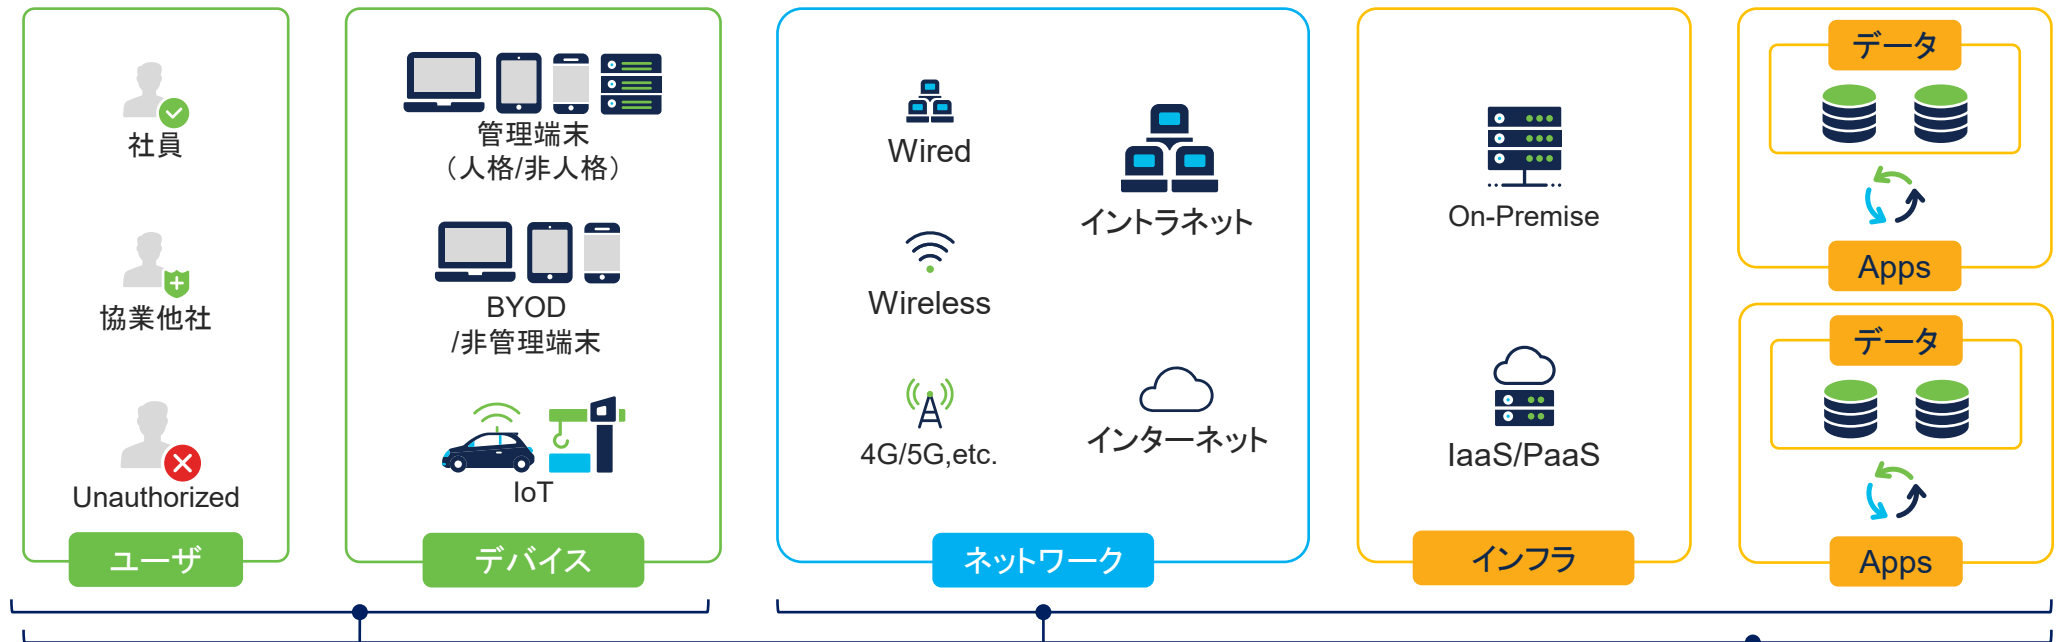 社員
協業他社
Unauthorized
ユーザ
管理端末
（人格/非人格）
BYOD
/非管理端末
IoT
デバイス
Wired
Wireless
4G/5G,etc.
イントラネット
インターネット
ネットワーク
On-Premise
IaaS/PaaS
インフラ
データ
Apps
データ
Apps